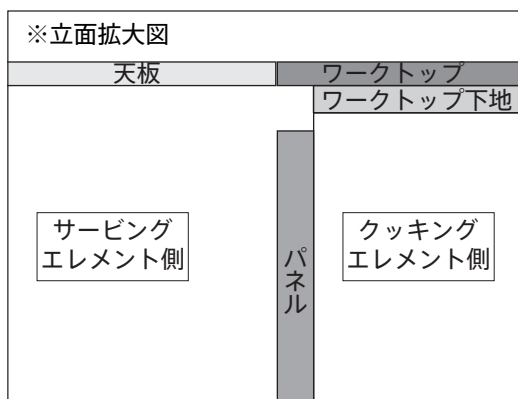 ※立面拡大図
天板
ワークトップ
ワークトップ下地
サービング
エレメント側
パネル
クッキング
エレメント側